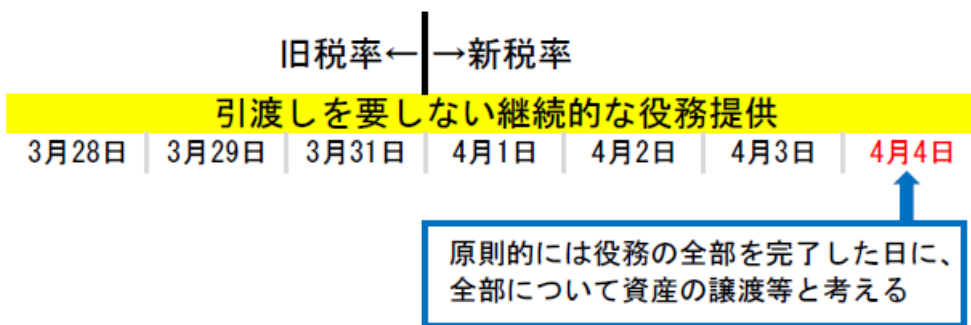 旧税率← →新税率
引渡しを要しない継続的な役務提供
3月28日 3月29日 3月31日 4月1日 4月2日 4月3日 4月4日
原則的には役務の全部を完了した日に、
全部について資産の譲渡等と考える